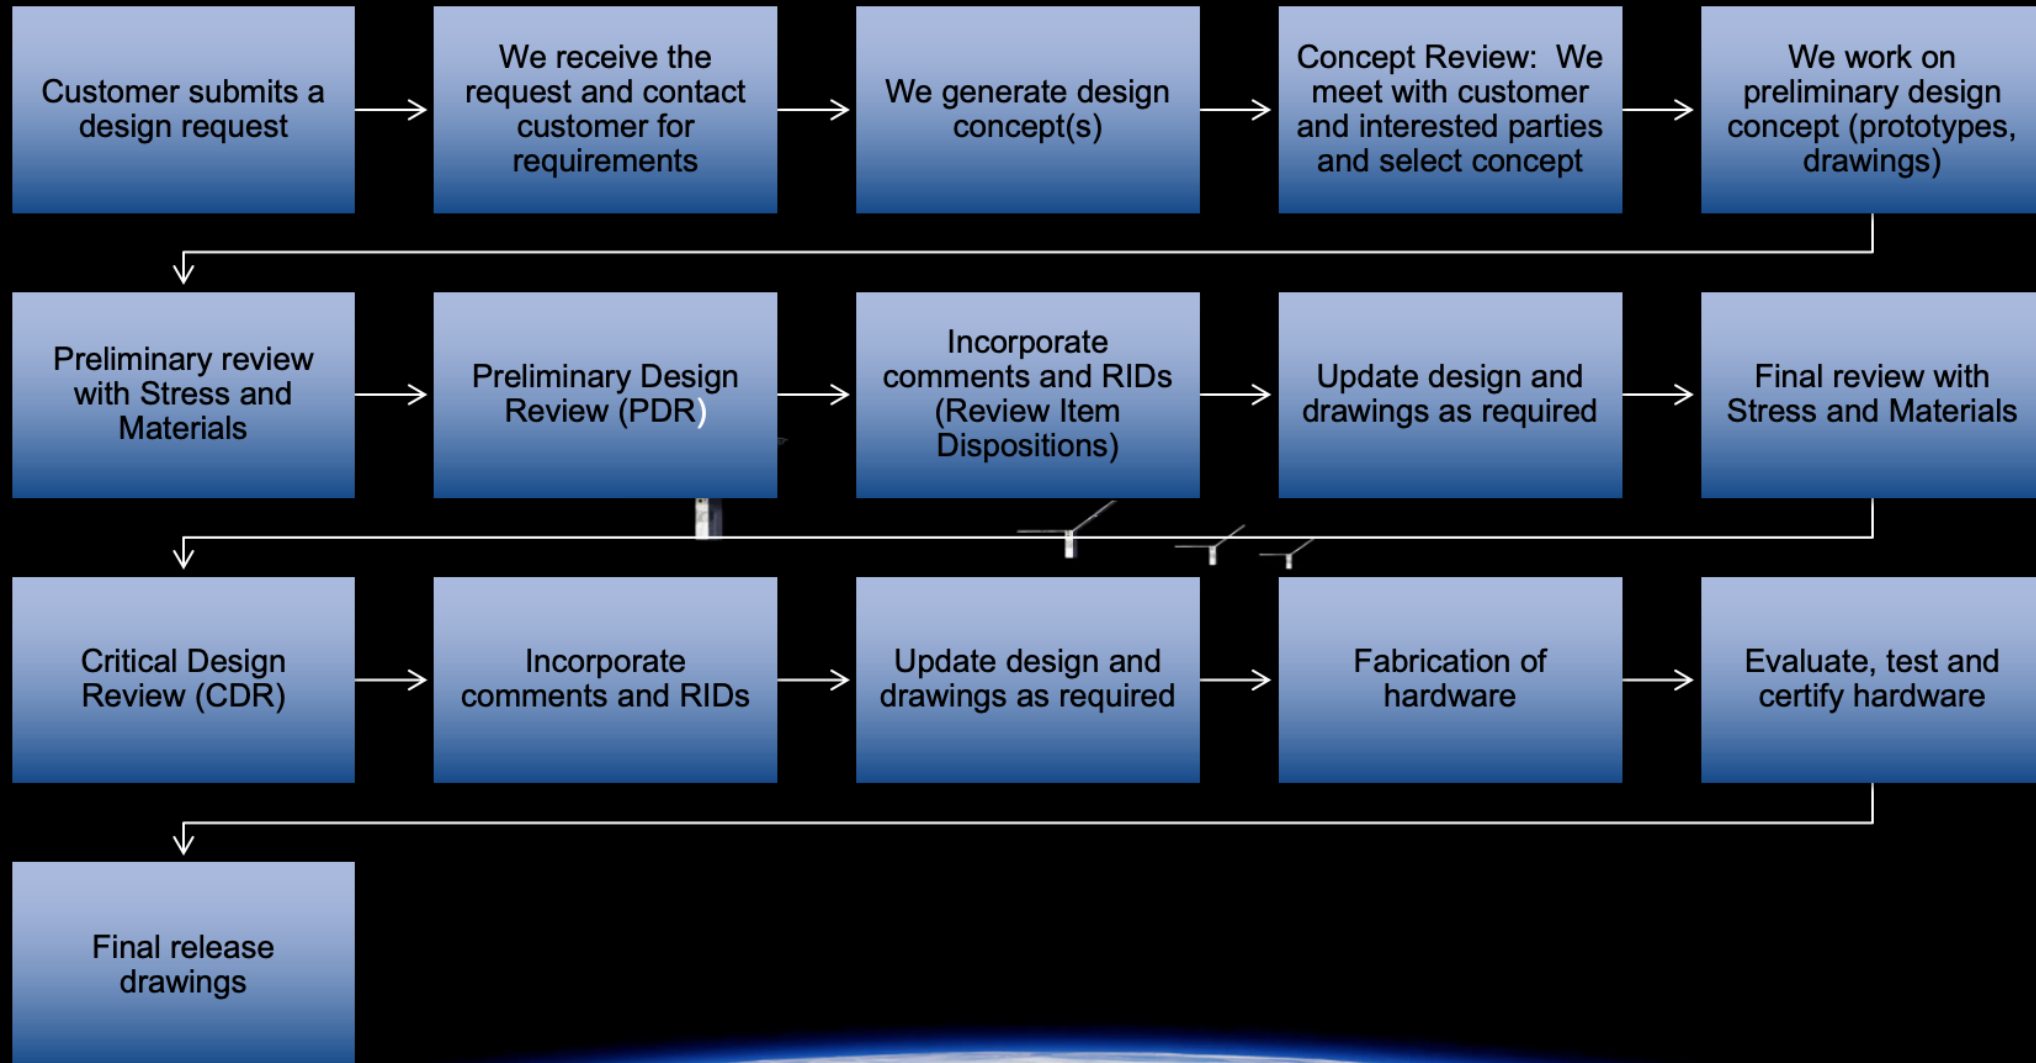 Customer submits a
design request
We receive the
request and contact
customer for
requirements
We generate design
concept(s)
Concept Review:  We
meet with customer
and interested parties
and select concept
We work on
preliminary design
concept (prototypes,
drawings)
Preliminary review
with Stress and
Materials
Preliminary Design
Review (PDR)
Incorporate
comments and RIDs
(Review Item
Dispositions)
Update design and
drawings as required
Final review with
Stress and Materials
Critical Design
Review (CDR)
Incorporate
comments and RIDs
Update design and
drawings as required
Fabrication of
hardware
Evaluate, test and
certify hardware
Final release
drawings